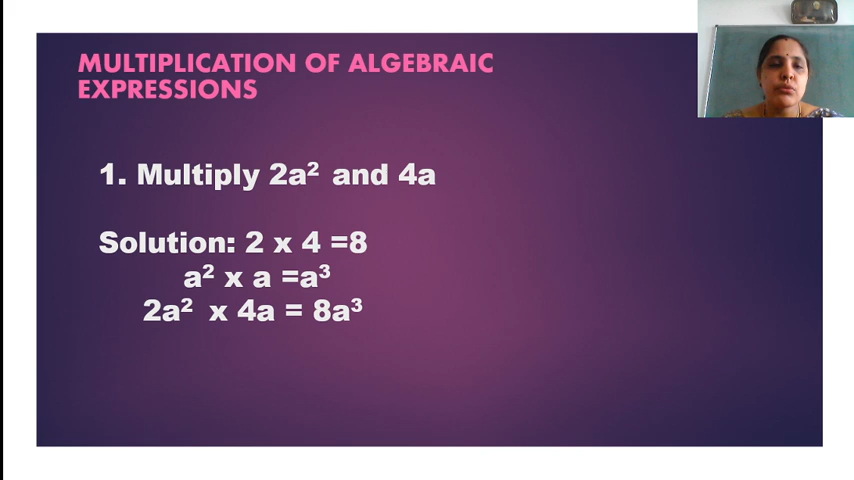 MULTIPLICATION OF ALGEBRAIC
EXPRESSIONS
1. Multiply 2a² and 4a
Solution: 2 x 4 =8
a² x a =a³
2a² x 4a = 8a³